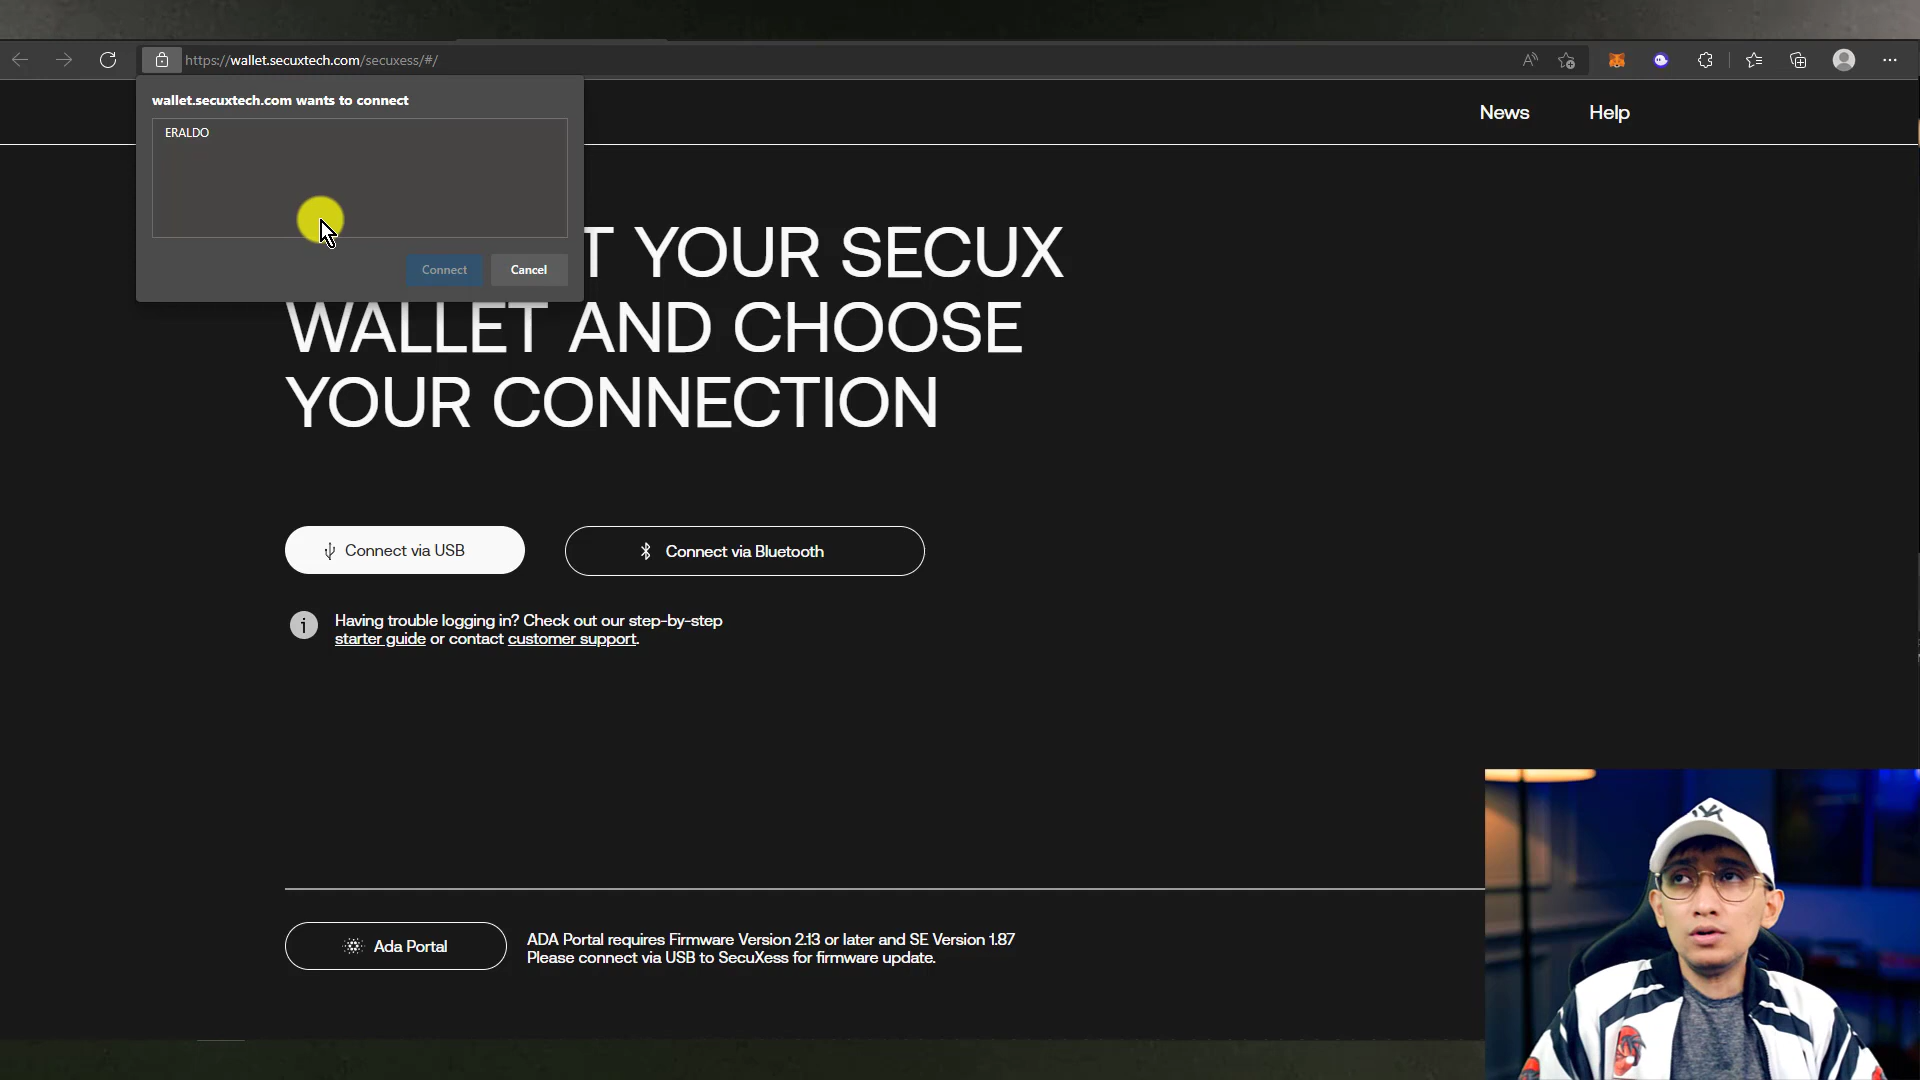 https://wallet.secuxtech.com/secuxess/#/
wallet.secuxtech.com wants to connect
ERALDO
Connect
Cancel
News
Help
T YOUR SECUX
WALLET AND CHOOSE
YOUR CONNECTION
Connect via USB
Connect via Bluetooth
Having trouble logging in? Check out our step-by-step
starter guide or contact customer support.
Ada Portal
ADA Portal requires Firmware Version 2.13 or later and SE Version 1.87
Please connect via USB to SecuXess for firmware update.